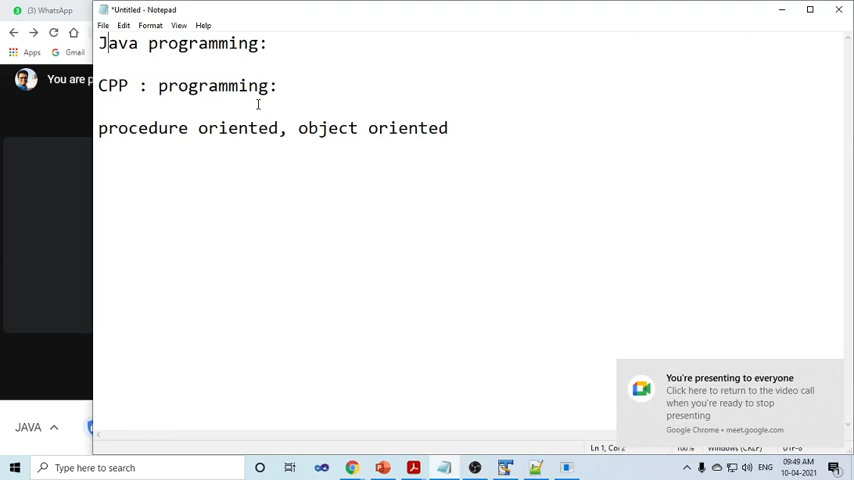 (3) WhatsApp
*Untitled - Notepad
File Edit Format View Help
Apps Gmail
You are p
Java programming:
CPP : programming:
procedure oriented, object oriented
You're presenting to everyone
Click here to return to the video call
when you're ready to stop
presenting
Google Chrome • meet.google.com
JAVA
Ln 1, Col 2 100% Windows (CRLF) UTF-8
Type here to search
ENG
09:49 AM
10-04-2021